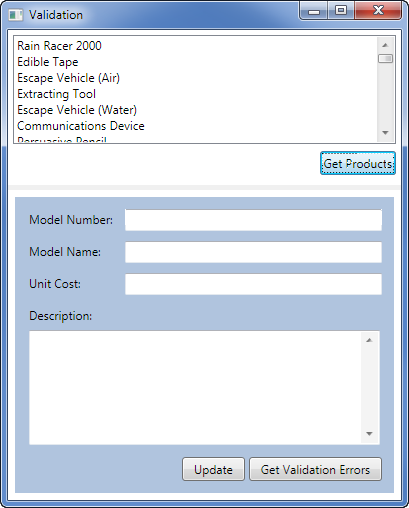 Validation
Rain Racer 2000
Edible Tape
Escape Vehicle (Air)
Extracting Tool
Escape Vehicle (Water)
Communications Device
Persuasive Pencil
Get Products
Model Number:
Model Name:
Unit Cost:
Description:
Update
Get Validation Errors